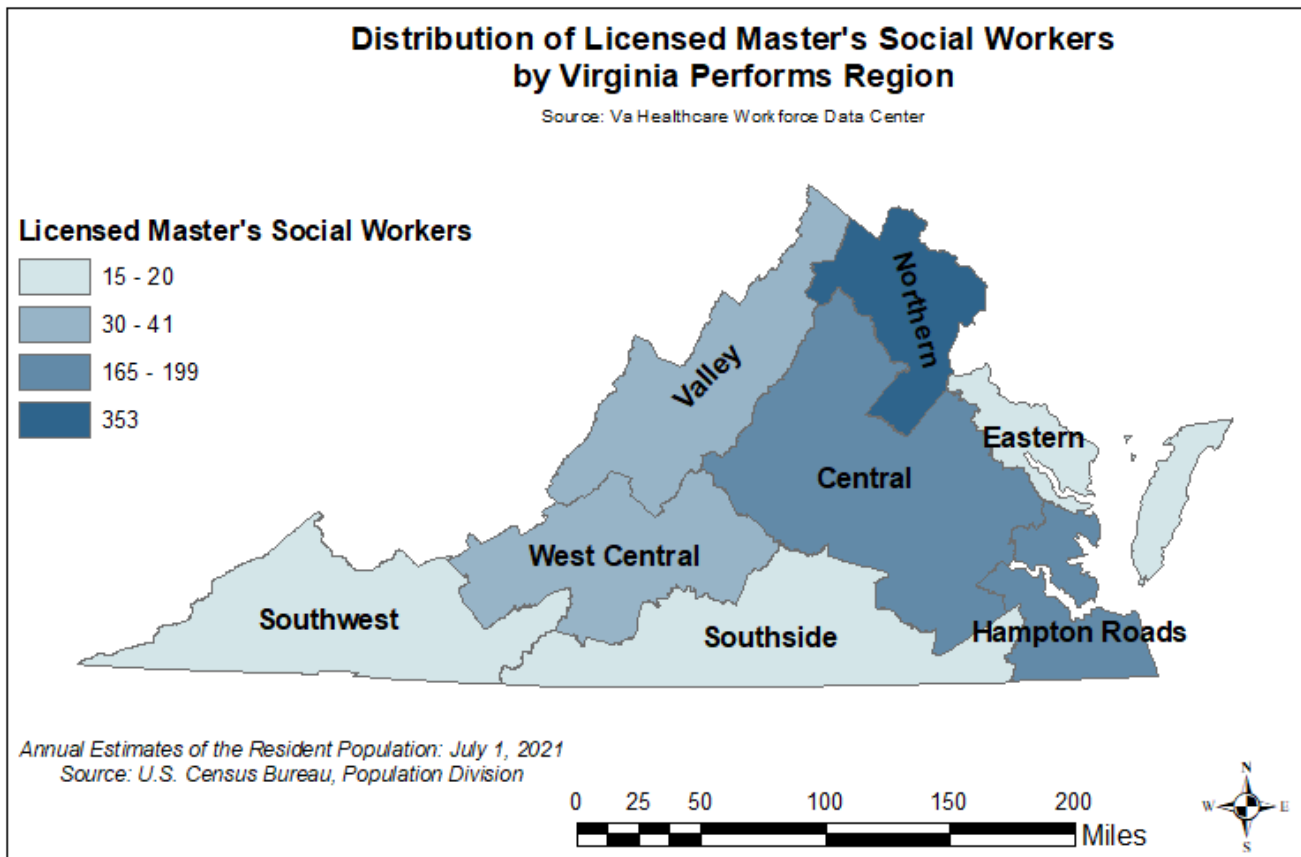 Distribution of Licensed Master's Social Workers
by Virginia Performs Region
Source: Va Healthcare Workforce Data Center
Licensed Master's Social Workers
15 - 20
30 - 41
165 - 199
353
Northern
Valley
Eastern
Central
West Central
Southwest
Southside
Hampton Roads
Annual Estimates of the Resident Population: July 1, 2021
Source: U.S. Census Bureau, Population Division
0 25 50 100 150 200
Miles
N
W E
S